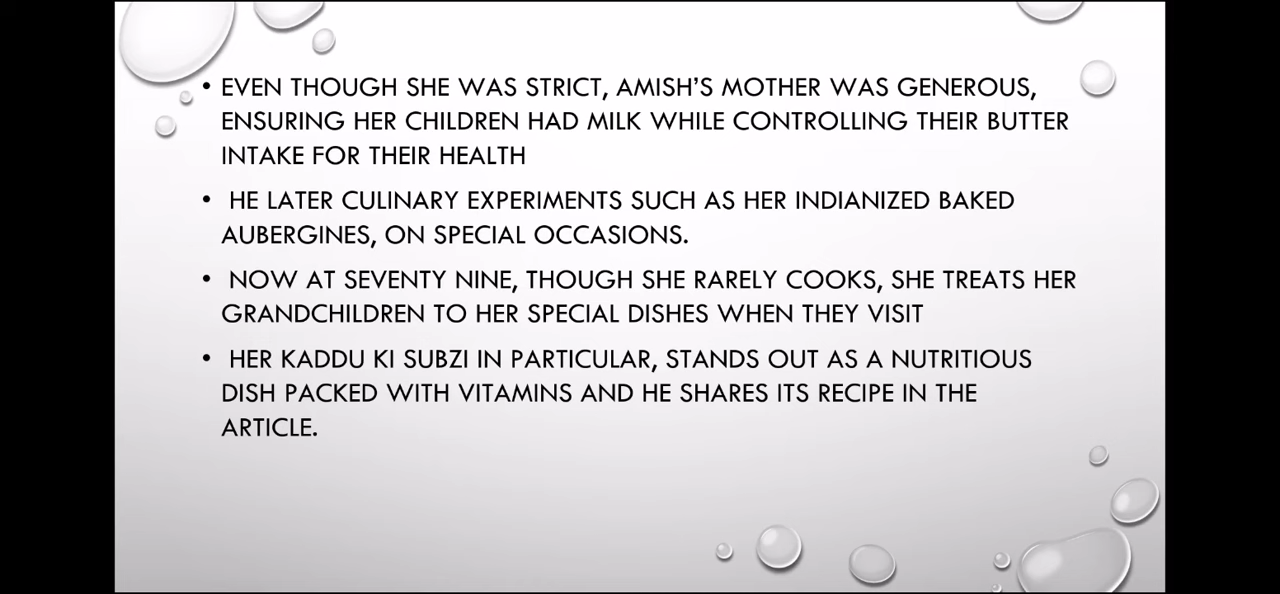 • EVEN THOUGH SHE WAS STRICT, AMISH'S MOTHER WAS GENEROUS,
ENSURING HER CHILDREN HAD MILK WHILE CONTROLLING THEIR BUTTER
INTAKE FOR THEIR HEALTH
• HE LATER CULINARY EXPERIMENTS SUCH AS HER INDIANIZED BAKED
AUBERGINES, ON SPECIAL OCCASIONS.
• NOW AT SEVENTY NINE, THOUGH SHE RARELY COOKS, SHE TREATS HER
GRANDCHILDREN TO HER SPECIAL DISHES WHEN THEY VISIT
• HER KADDU KI SUBZI IN PARTICULAR, STANDS OUT AS A NUTRITIOUS
DISH PACKED WITH VITAMINS AND HE SHARES ITS RECIPE IN THE
ARTICLE.